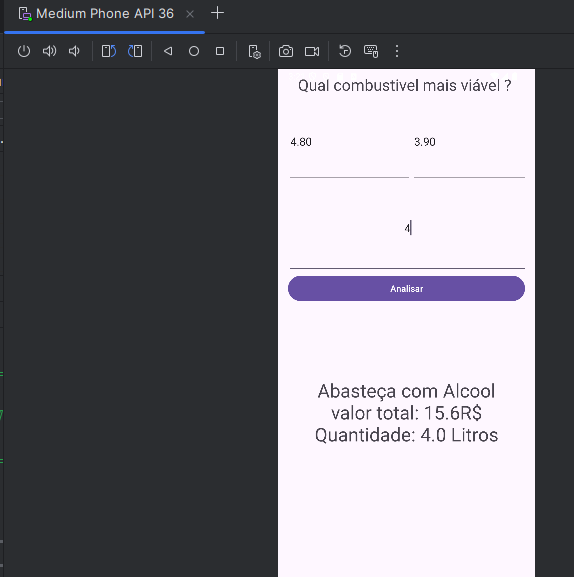 Medium Phone API 36
Qual combustivel mais viável ?
4.80 3.90
4
Analisar
Abasteça com Alcool
valor total: 15.6R$
Quantidade: 4.0 Litros